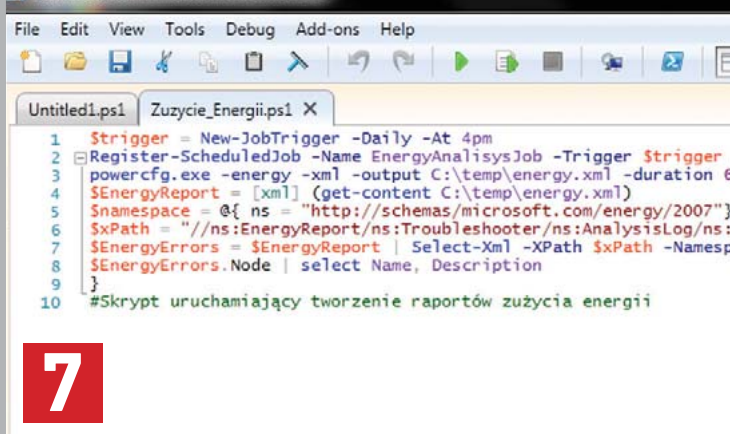 File Edit View Tools Debug Add-ons Help
Untitled1.ps1 Zuzycie_Energii.ps1 X
1 $trigger = New-JobTrigger -Daily -At 4pm
2 Register-ScheduledJob -Name EnergyAnalisysJob -Trigger $trigger
3 powercfg.exe -energy -xml -output C:\temp\energy.xml -duration 6
4 $EnergyReport = [xml] (get-content C:\temp\energy.xml)
5 $namespace = @{ ns = "http://schemas/microsoft.com/energy/2007"}
6 $xPath = "//ns:EnergyReport/ns:Troubleshooter/ns:AnalysisLog/ns:
7 $EnergyErrors = $EnergyReport | Select-Xml -XPath $xPath -Namesp
8 $EnergyErrors.Node | select Name, Description
9 }
10 #Skrypt uruchamiający tworzenie raportów zużycia energii
7